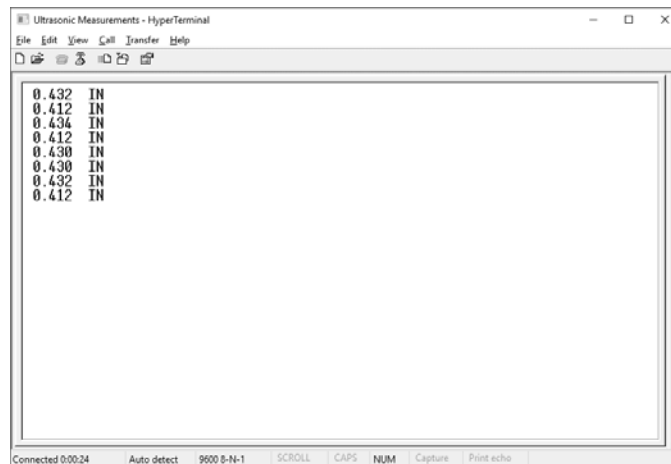 Ultrasonic Measurements - HyperTerminal
File Edit View Call Transfer Help
0.432 IN
0.412 IN
0.434 IN
0.412 IN
0.430 IN
0.430 IN
0.432 IN
0.412 IN
Connected 0:00:24 Auto detect 9600 8-N-1 SCROLL CAPS NUM Capture Print echo